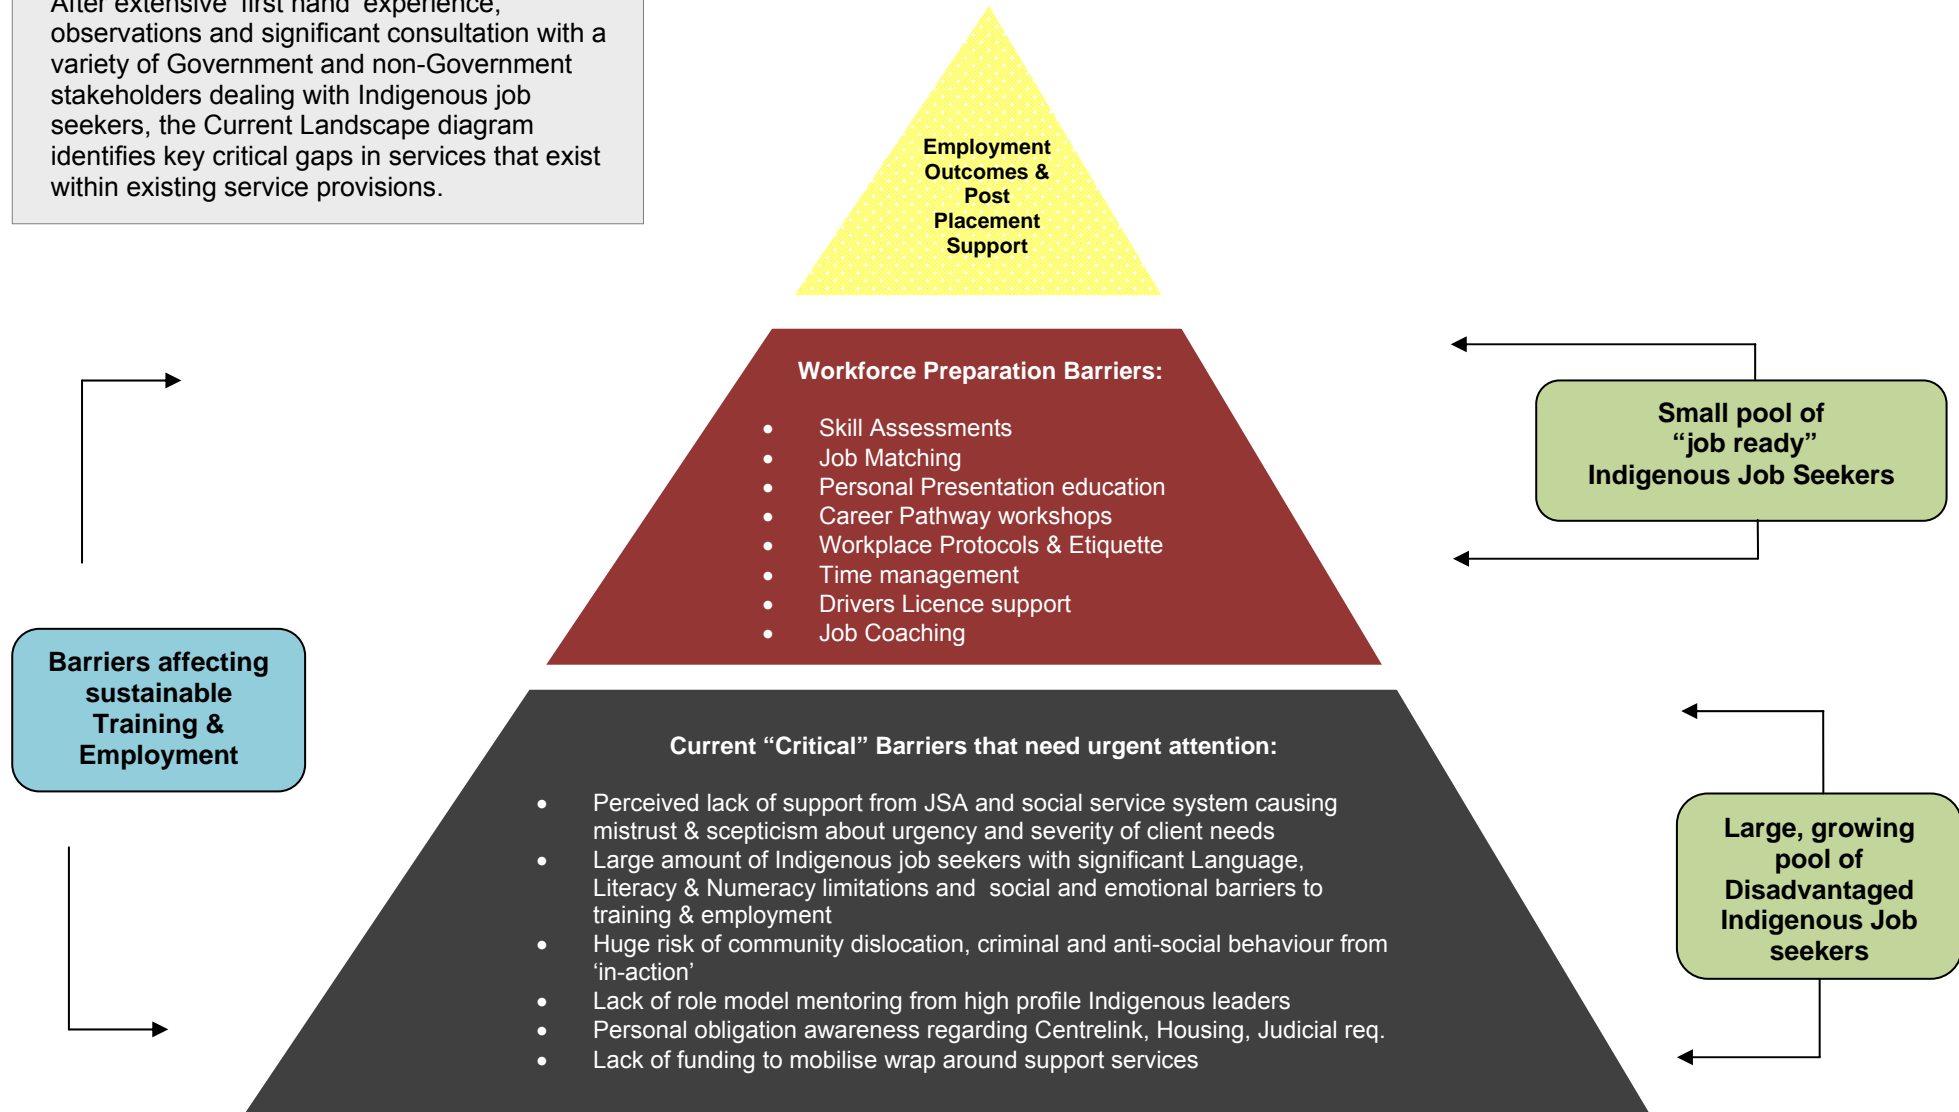 After extensive 'first hand' experience,
observations and significant consultation with a
variety of Government and non-Government
stakeholders dealing with Indigenous job
seekers, the Current Landscape diagram
identifies key critical gaps in services that exist
within existing service provisions.
Employment
Outcomes &
Post
Placement
Support
Workforce Preparation Barriers:
• Skill Assessments
• Job Matching
• Personal Presentation education
• Career Pathway workshops
• Workplace Protocols & Etiquette
• Time management
• Drivers Licence support
• Job Coaching
Small pool of
“job ready”
Indigenous Job Seekers
Barriers affecting
sustainable
Training &
Employment
Current “Critical” Barriers that need urgent attention:
• Perceived lack of support from JSA and social service system causing
mistrust & scepticism about urgency and severity of client needs
• Large amount of Indigenous job seekers with significant Language,
Literacy & Numeracy limitations and social and emotional barriers to
training & employment
• Huge risk of community dislocation, criminal and anti-social behaviour from
‘in-action’
• Lack of role model mentoring from high profile Indigenous leaders
• Personal obligation awareness regarding Centrelink, Housing, Judicial req.
• Lack of funding to mobilise wrap around support services
Large, growing
pool of
Disadvantaged
Indigenous Job
seekers